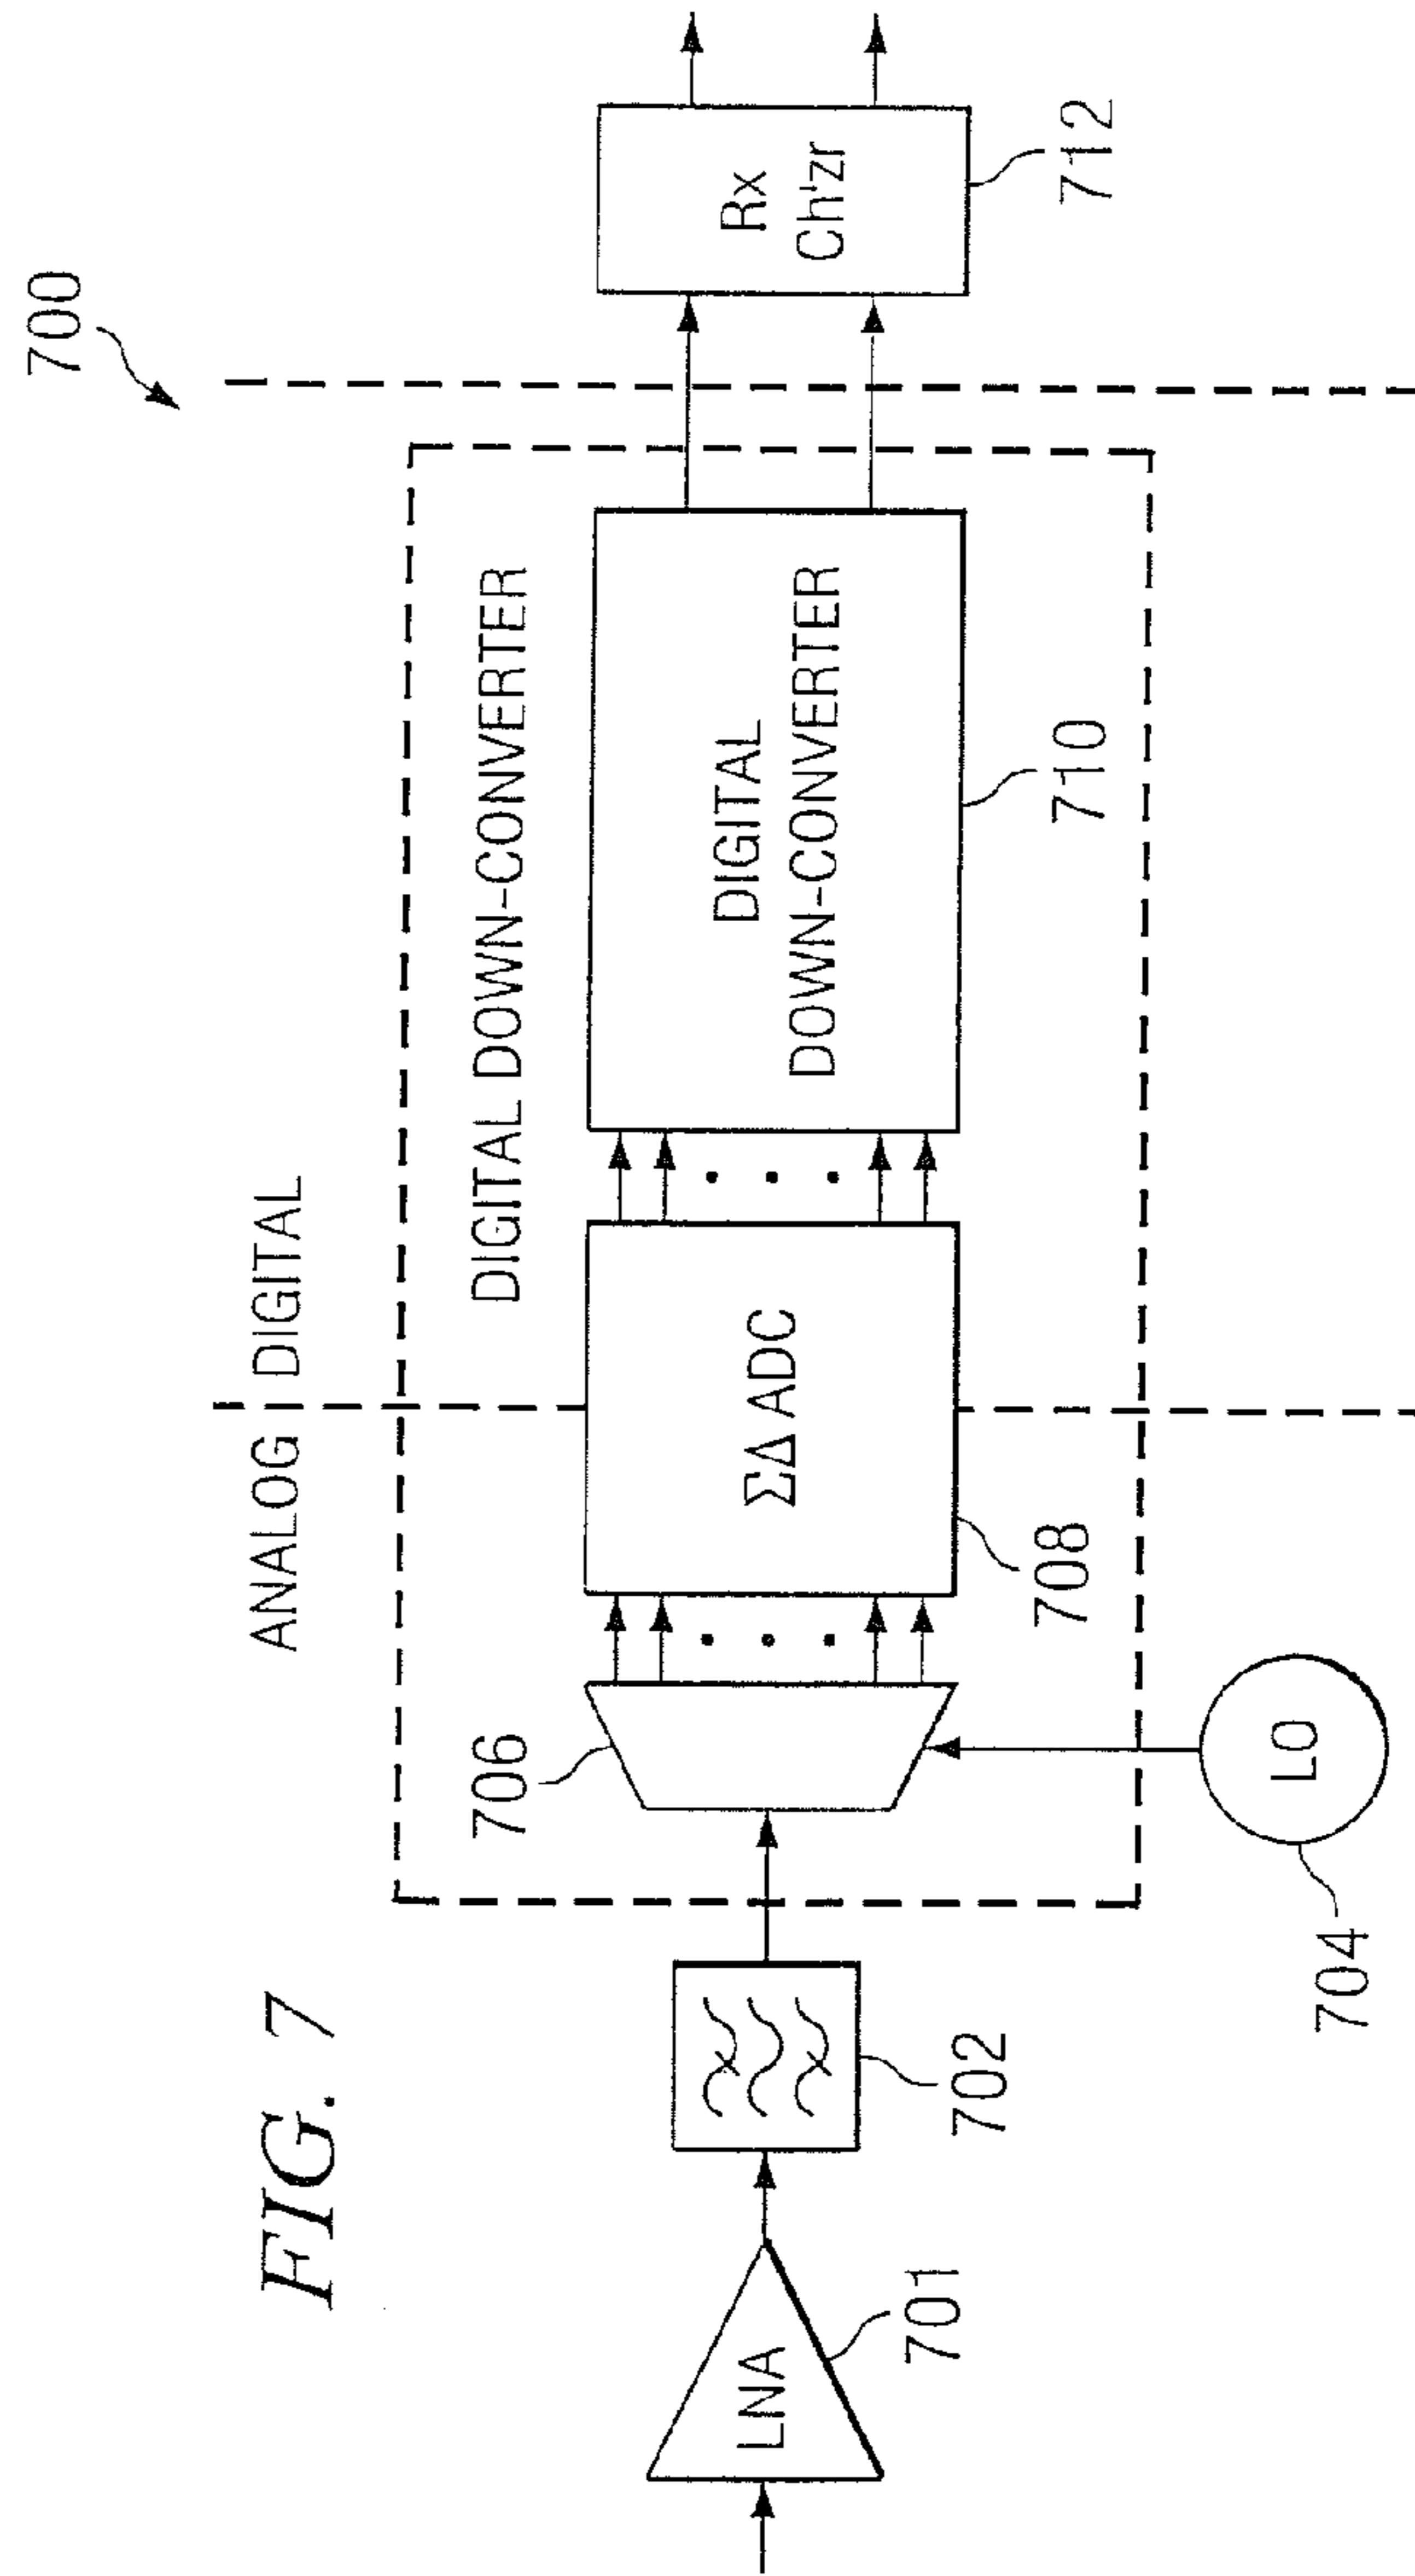 FIG. 7
700
ANALOG
DIGITAL
DIGITAL DOWN-CONVERTER
LNA
701
702
706
LO
704
ΣΔ ADC
708
DIGITAL
DOWN-CONVERTER
710
Rx
Ch'zr
712